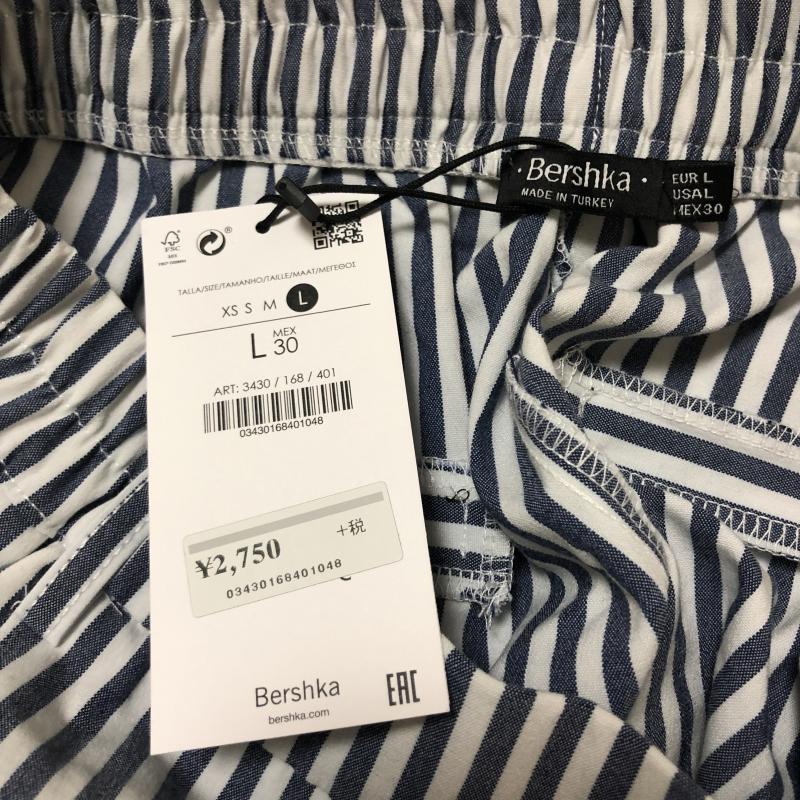 ·Bershka·
MADE IN TURKEY
EUR L
USA L
MEX 30
FSC
MIX
®
TALLA/SIZE/TAMANHO/TAILLE/MAAT/ΜΕΓΕΘΟΣ
XS S M L
L MEX 30
ART: 3430 / 168 / 401
03430168401048
+税
¥2,750
03430168401048
Bershka
bershka.com
EAC